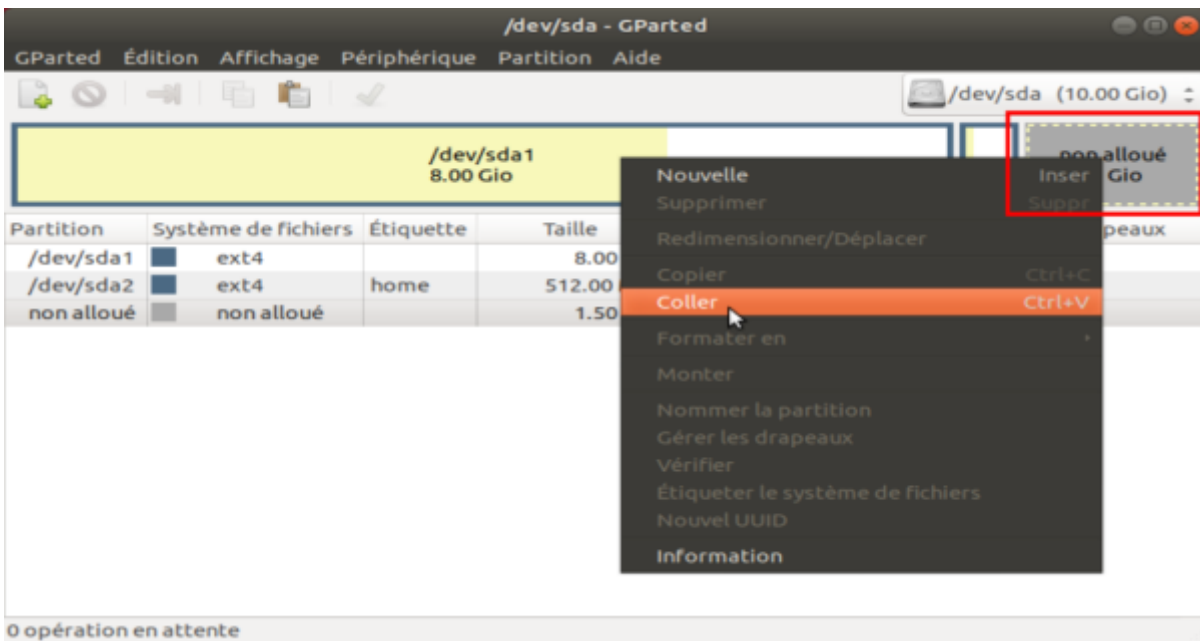 /dev/sda - GParted
GParted Édition Affichage Périphérique Partition Aide
/dev/sda (10.00 Gio)
/dev/sda1
8.00 Gio
non alloué
Gio
Partition Système de fichiers Étiquette Taille peaux
/dev/sda1 ext4 8.00
/dev/sda2 ext4 home 512.00
non alloué non alloué 1.50
Nouvelle Inser
Supprimer Suppr
Redimensionner/Déplacer
Copier Ctrl+C
Coller Ctrl+V
Formater en
Monter
Nommer la partition
Gérer les drapeaux
Vérifier
Étiqueter le système de fichiers
Nouvel UUID
Information
0 opération en attente